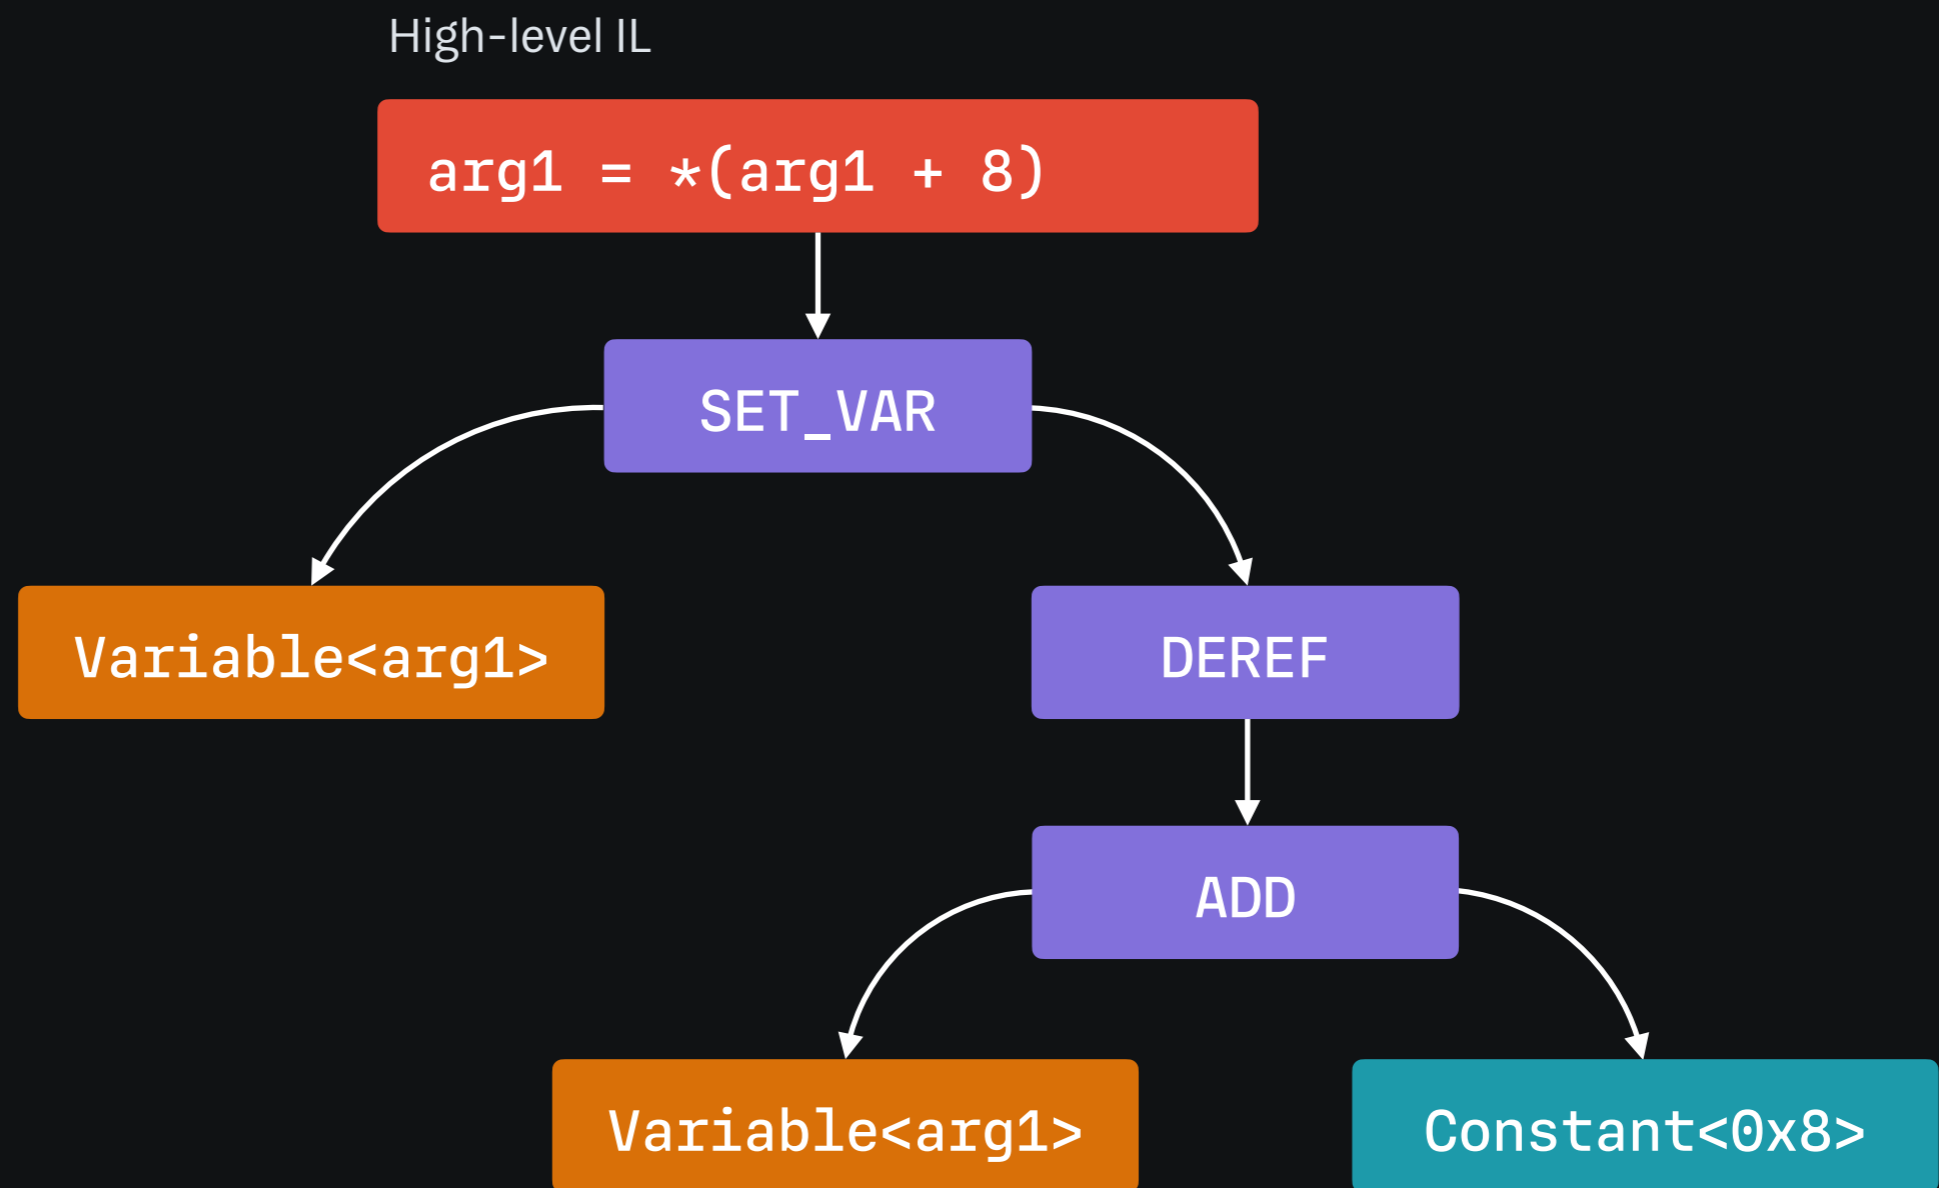 High-level IL
arg1 = *(arg1 + 8)
SET_VAR
Variable<arg1>
DEREF
ADD
Variable<arg1>
Constant<0x8>